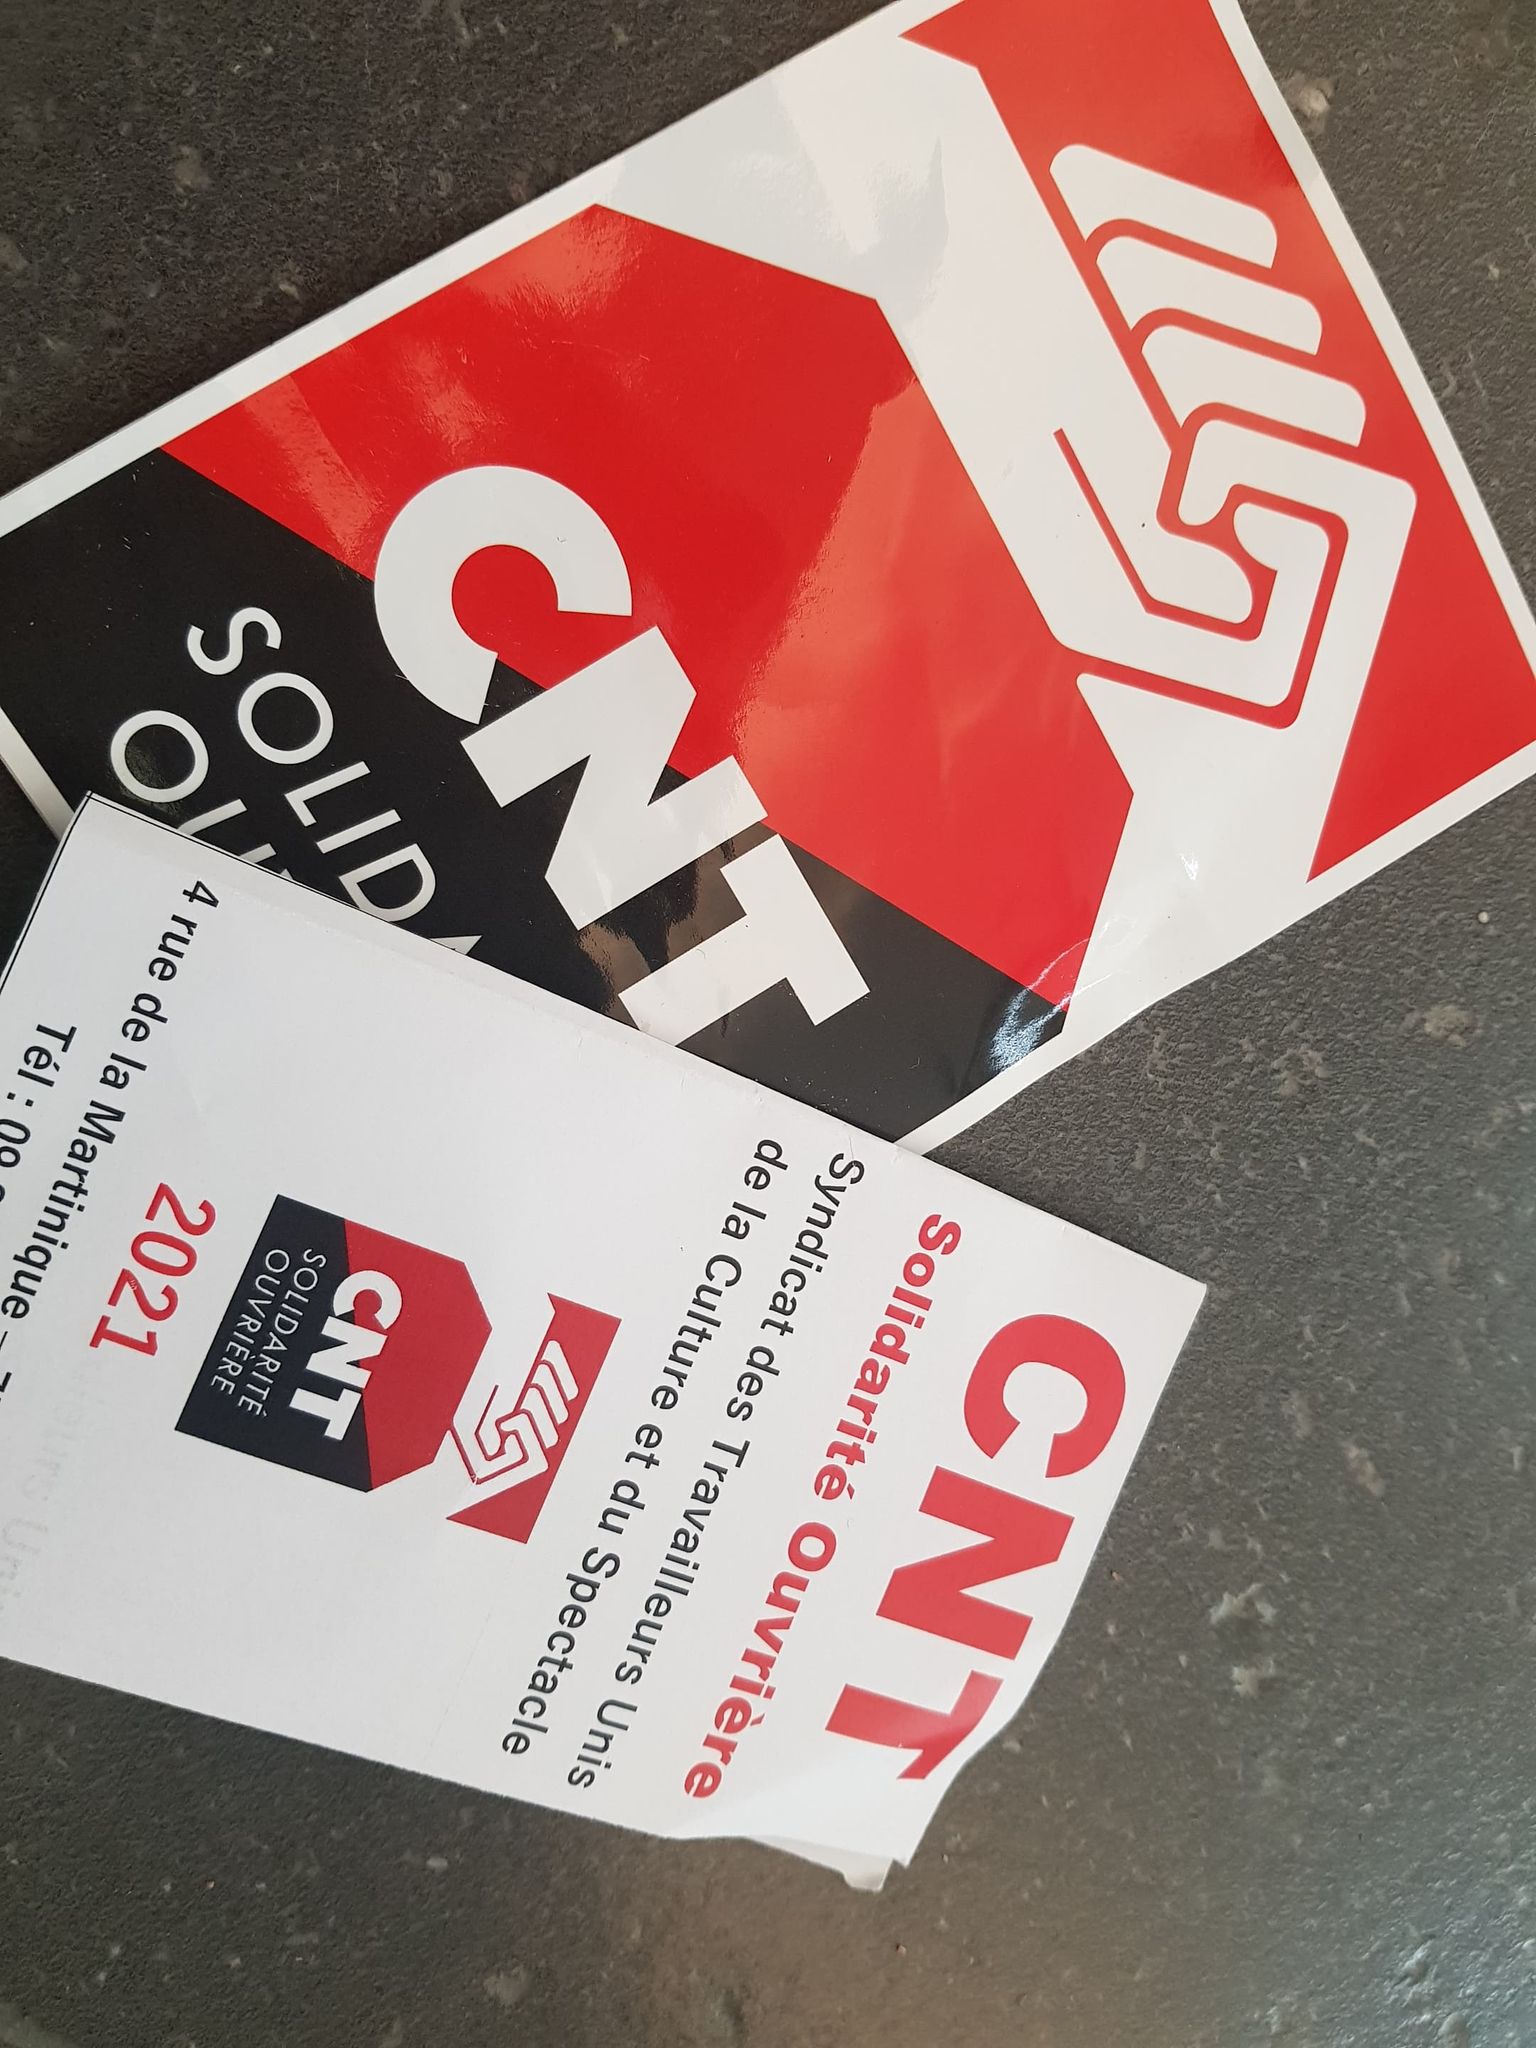 CNT
SOLIDA
CNT
Solidarité Ouvrière
Syndicat des Travailleurs Unis
de la Culture et du Spectacle
CNT
SOLIDARITÉ
OUVRIÈRE
2021
4 rue de la Martinique –
Tél :